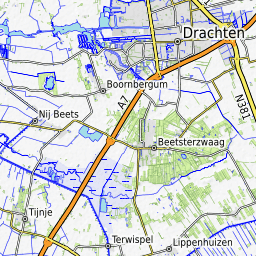 Drachten
Boornbergum
A7
N381
Nij Beets
Beetsterzwaag
Tijnje
Terwispel
Lippenhuizen